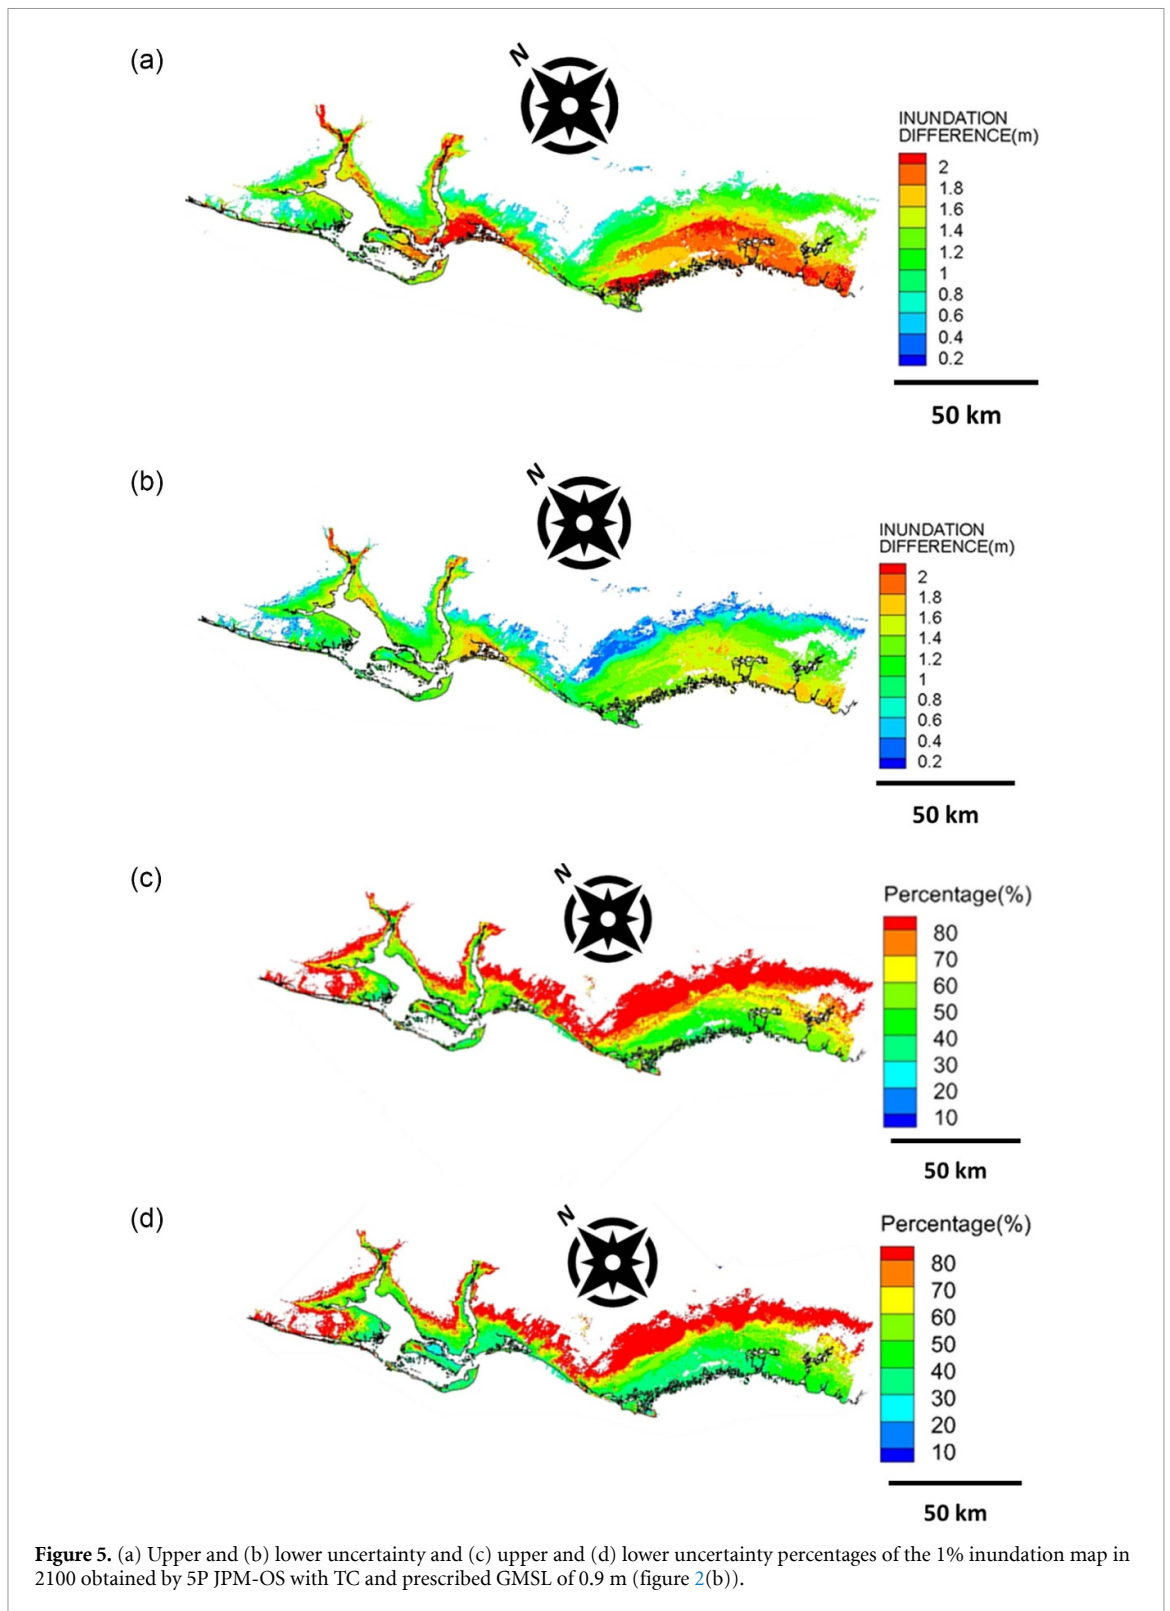 (a)
N
INUNDATION
DIFFERENCE(m)
2
1.8
1.6
1.4
1.2
1
0.8
0.6
0.4
0.2
50 km
(b)
N
INUNDATION
DIFFERENCE(m)
2
1.8
1.6
1.4
1.2
1
0.8
0.6
0.4
0.2
50 km
(c)
N
Percentage(%)
80
70
60
50
40
30
20
10
50 km
(d)
N
Percentage(%)
80
70
60
50
40
30
20
10
50 km
Figure 5. (a) Upper and (b) lower uncertainty and (c) upper and (d) lower uncertainty percentages of the 1% inundation map in
2100 obtained by 5P JPM-OS with TC and prescribed GMSL of 0.9 m (figure 2(b)).